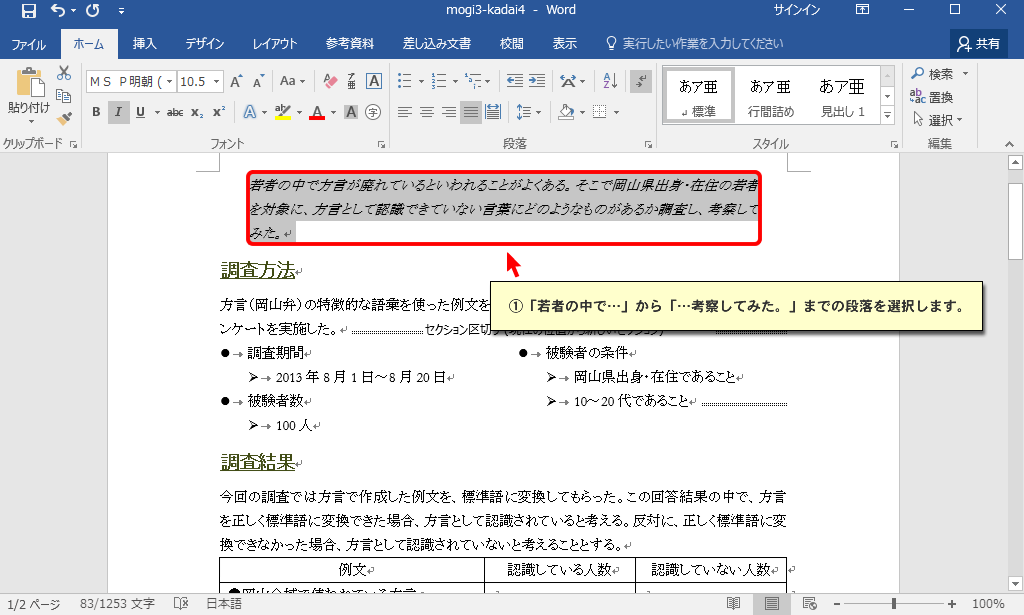 mogi3-kadai4 - Word
サインイン
ファイル ホーム 挿入 デザイン レイアウト 参考資料 差し込み文書 校閲 表示 実行したい作業を入力してください 共有
貼り付け
MS P明朝 ( 10.5 A A Aa 亜 A
B I U abc x₂ x² A ab A A 字
あア亜 あア亜 あア亜
↲標準 行間詰め 見出し 1
検索
置換
選択
クリップボード フォント 段落 スタイル 編集
若者の中で方言が廃れているといわれることがよくある。そこで岡山県出身・在住の若者
を対象に、方言として認識できていない言葉にどのようなものがあるか調査し、考察して
みた。↲
調査方法↲
①「若者の中で…」から「…考察してみた。」までの段落を選択します。
方言（岡山弁）の特徴的な語彙を使った例文を
ンケートを実施した。↲ セクション区切り (現在の位置から新しいセクション)
●→調査期間↲
➢→2013 年 8 月 1 日～8 月 20 日↲
●→被験者数↲
➢→100 人↲
●→被験者の条件↲
➢→岡山県出身・在住であること↲
➢→10～20 代であること↲
調査結果↲
今回の調査では方言で作成した例文を、標準語に変換してもらった。この回答結果の中で、方言
を正しく標準語に変換できた場合、方言として認識されていると考える。反対に、正しく標準語に変
換できなかった場合、方言として認識されていないと考えることとする。↲
例文↲ 認識している人数↲ 認識していない人数↲
1/2 ページ 83/1253 文字 日本語 100%